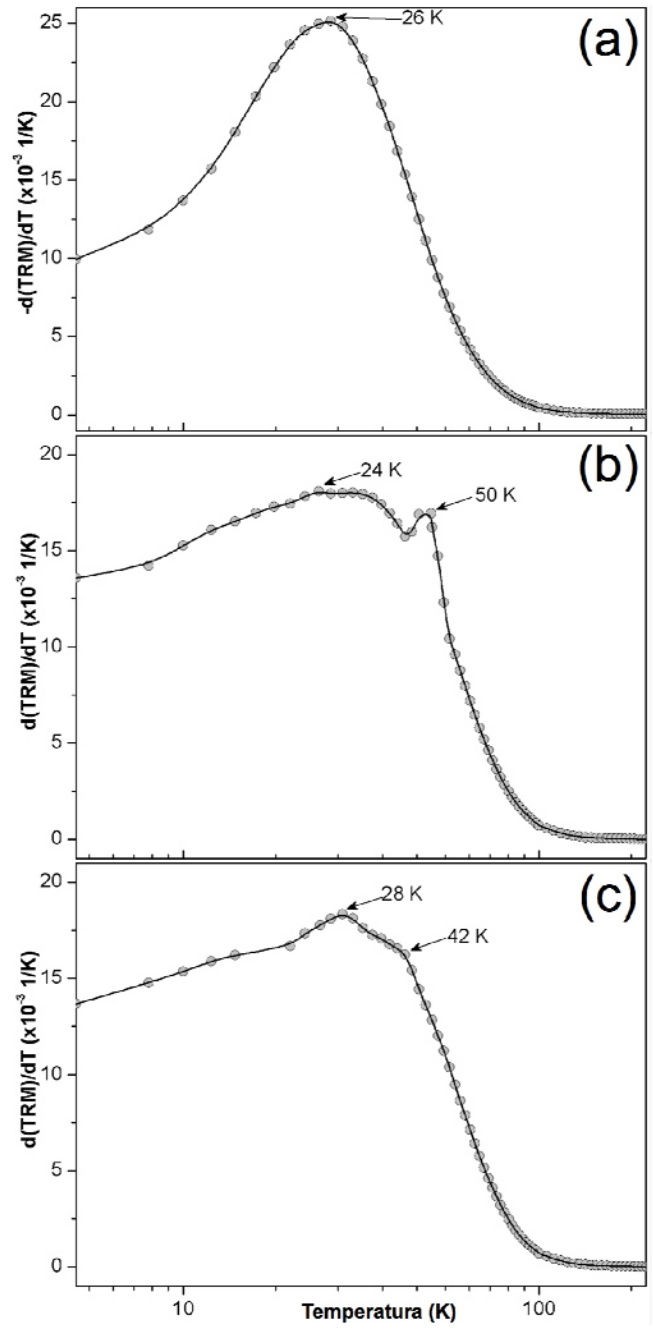 26 K
(a)
25
20
15
10
5
0
-d(TRM)/dT (x10⁻³ 1/K)
(b)
24 K
50 K
20
15
10
5
0
d(TRM)/dT (x10⁻³ 1/K)
(c)
28 K
42 K
20
15
10
5
0
d(TRM)/dT (x10⁻³ 1/K)
10
100
Temperatura (K)